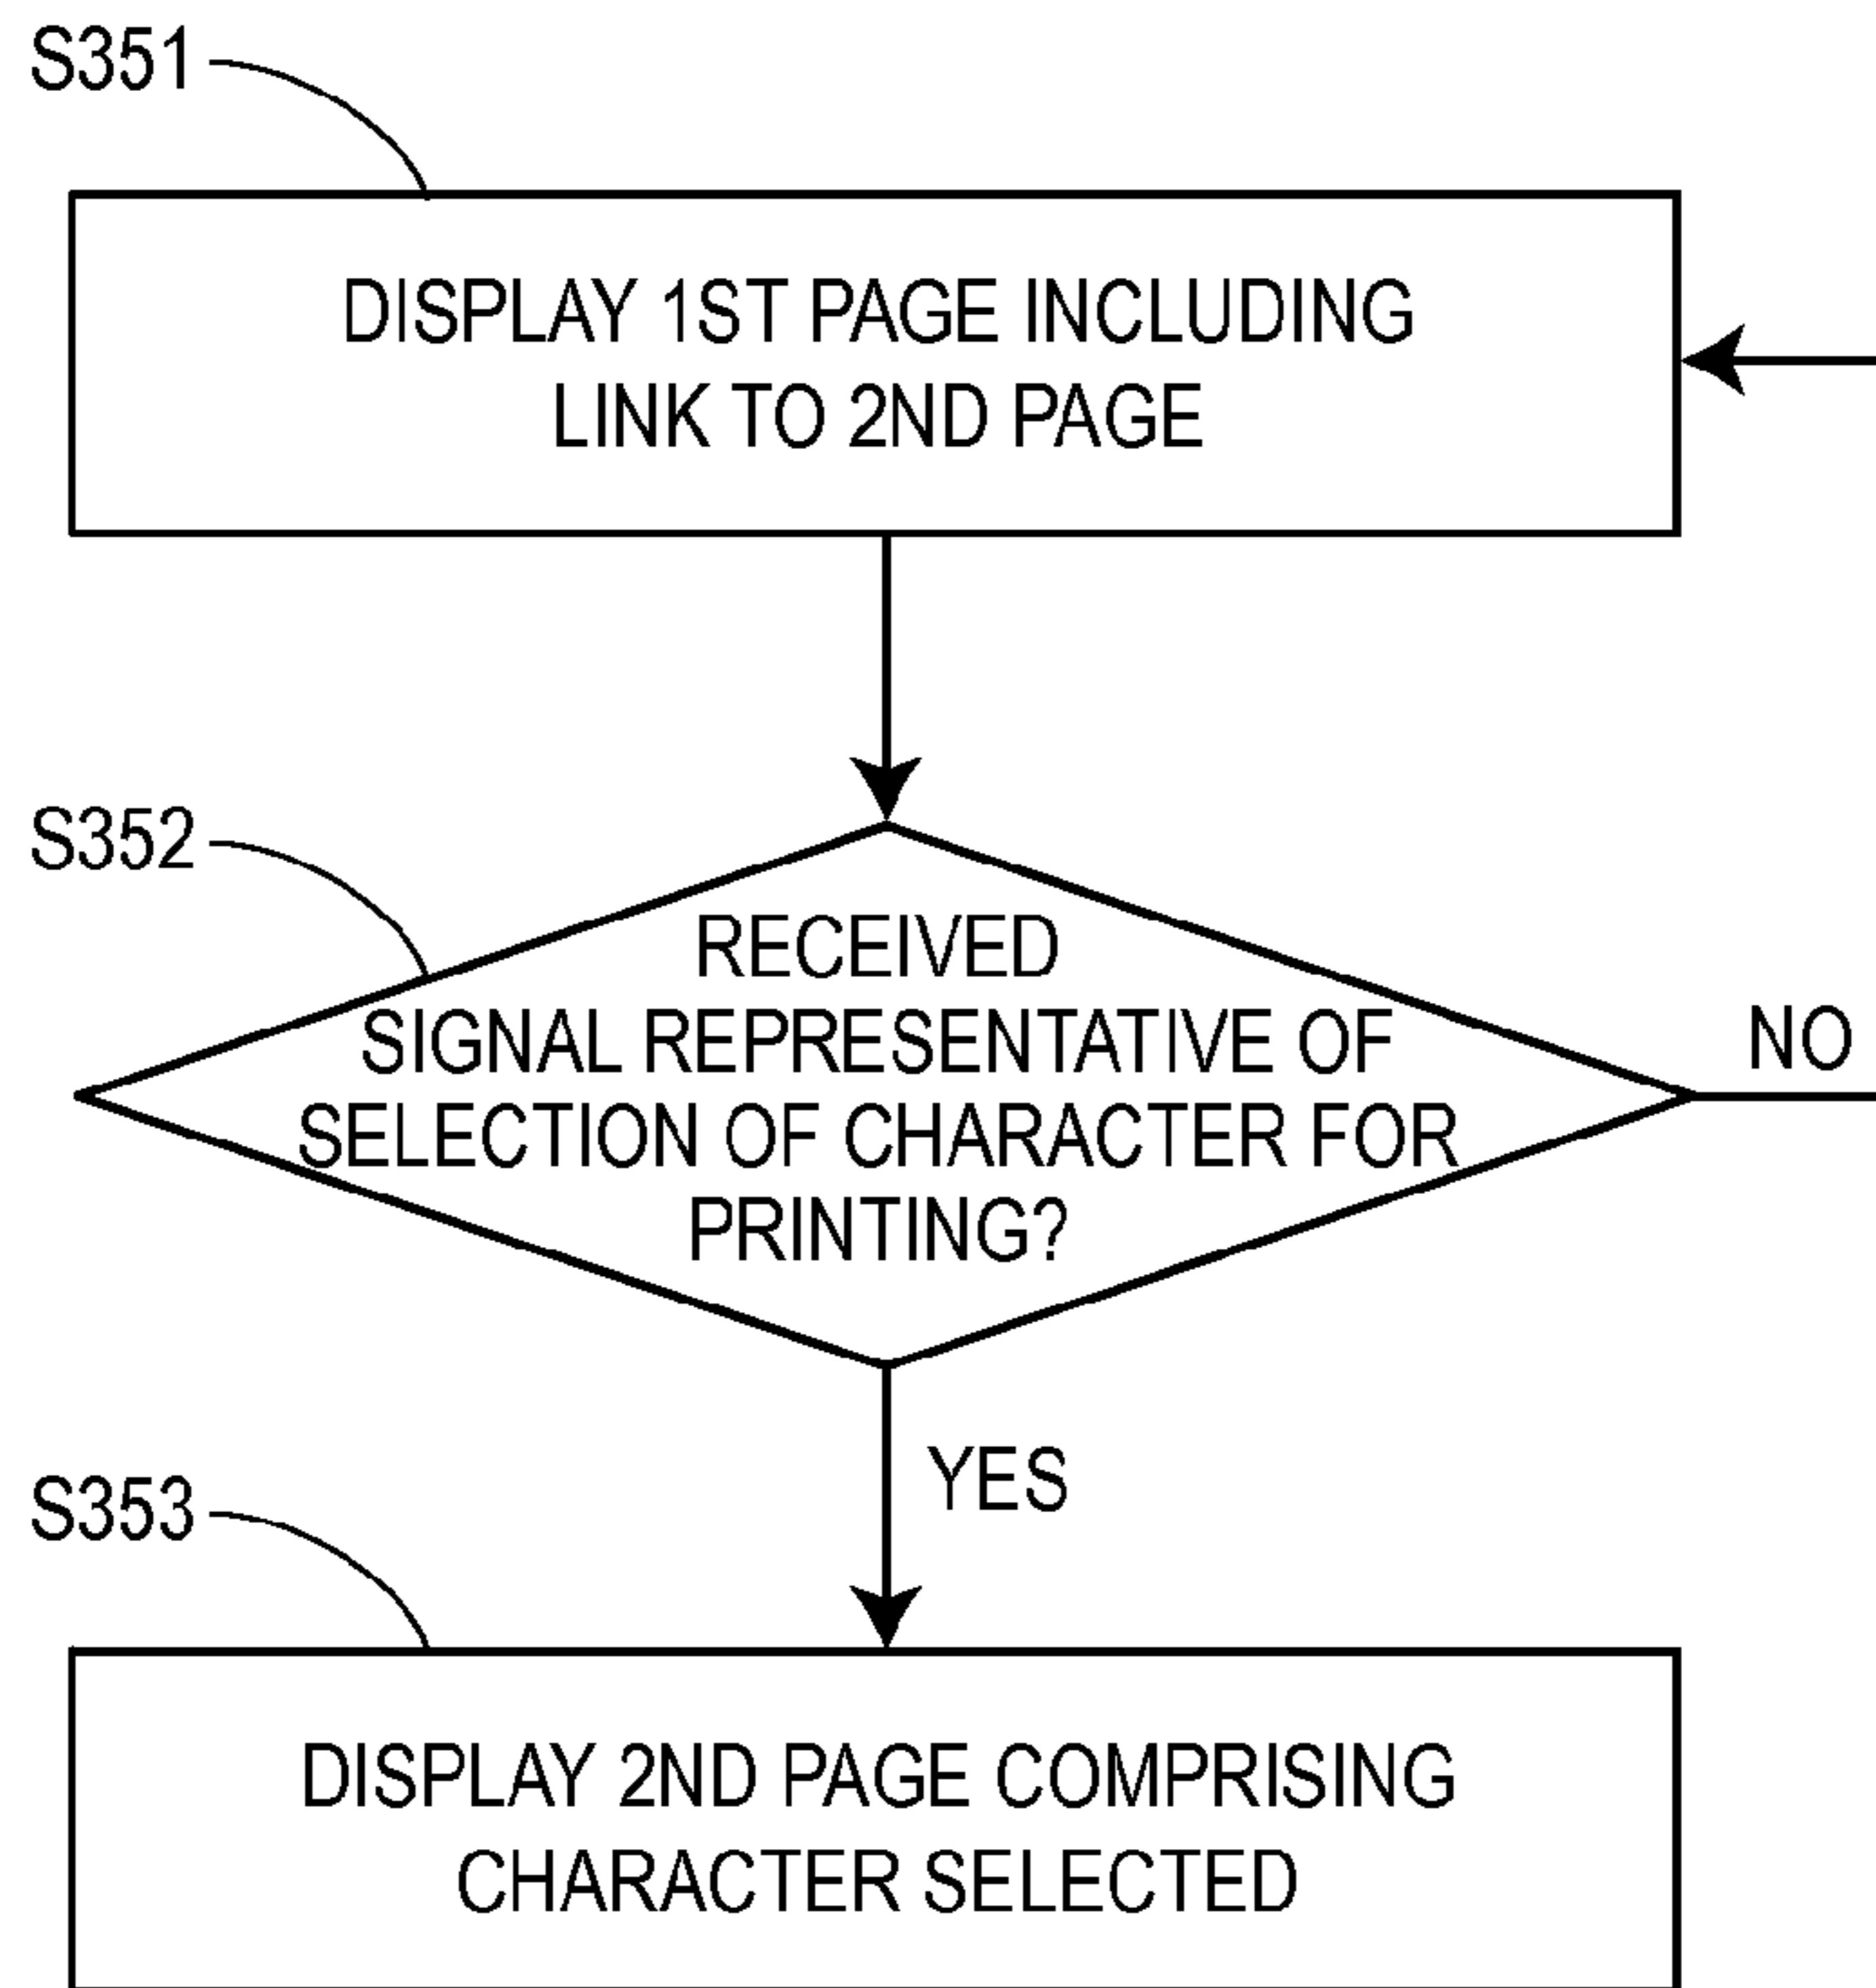 S351
DISPLAY 1ST PAGE INCLUDING
LINK TO 2ND PAGE
S352
RECEIVED
SIGNAL REPRESENTATIVE OF
SELECTION OF CHARACTER FOR
PRINTING?
NO
YES
S353
DISPLAY 2ND PAGE COMPRISING
CHARACTER SELECTED